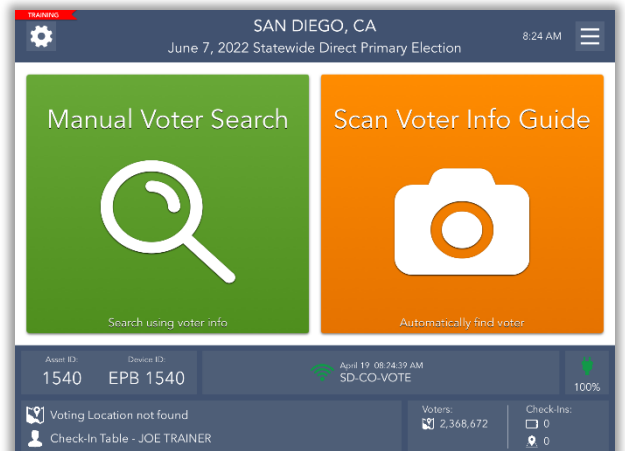 TRAINING
SAN DIEGO, CA
June 7, 2022 Statewide Direct Primary Election
8:24 AM
Manual Voter Search
Search using voter info
Scan Voter Info Guide
Automatically find voter
Asset ID:
1540
Device ID:
EPB 1540
April 19 08:24:39 AM
SD-CO-VOTE
100%
Voting Location not found
Check-In Table - JOE TRAINER
Voters:
2,368,672
Check-Ins:
0
0